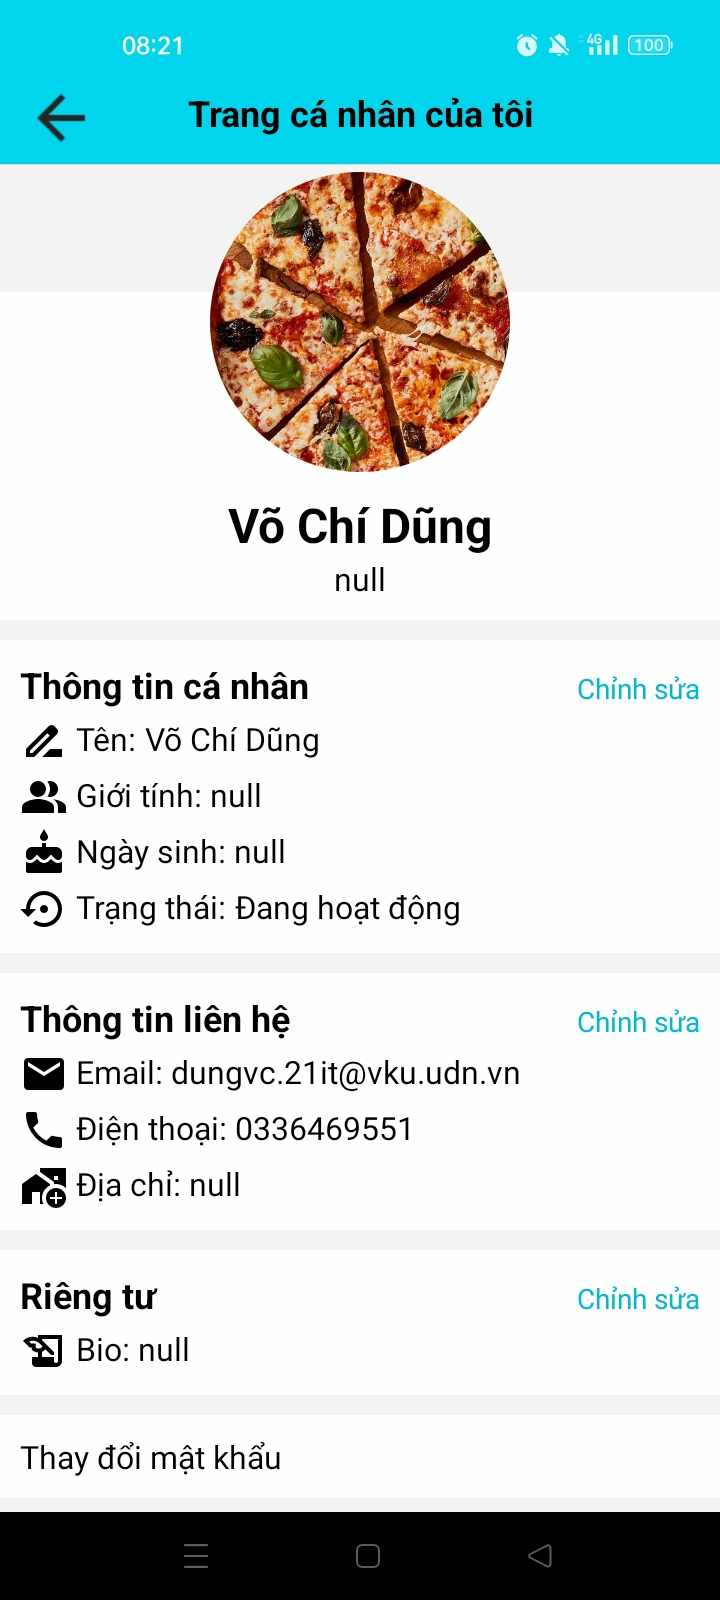 08:21
4G
100
Trang cá nhân của tôi
Võ Chí Dũng
null
Thông tin cá nhân
Chỉnh sửa
Tên: Võ Chí Dũng
Giới tính: null
Ngày sinh: null
Trạng thái: Đang hoạt động
Thông tin liên hệ
Chỉnh sửa
Email: dungvc.21it@vku.udn.vn
Điện thoại: 0336469551
Địa chỉ: null
Riêng tư
Chỉnh sửa
Bio: null
Thay đổi mật khẩu